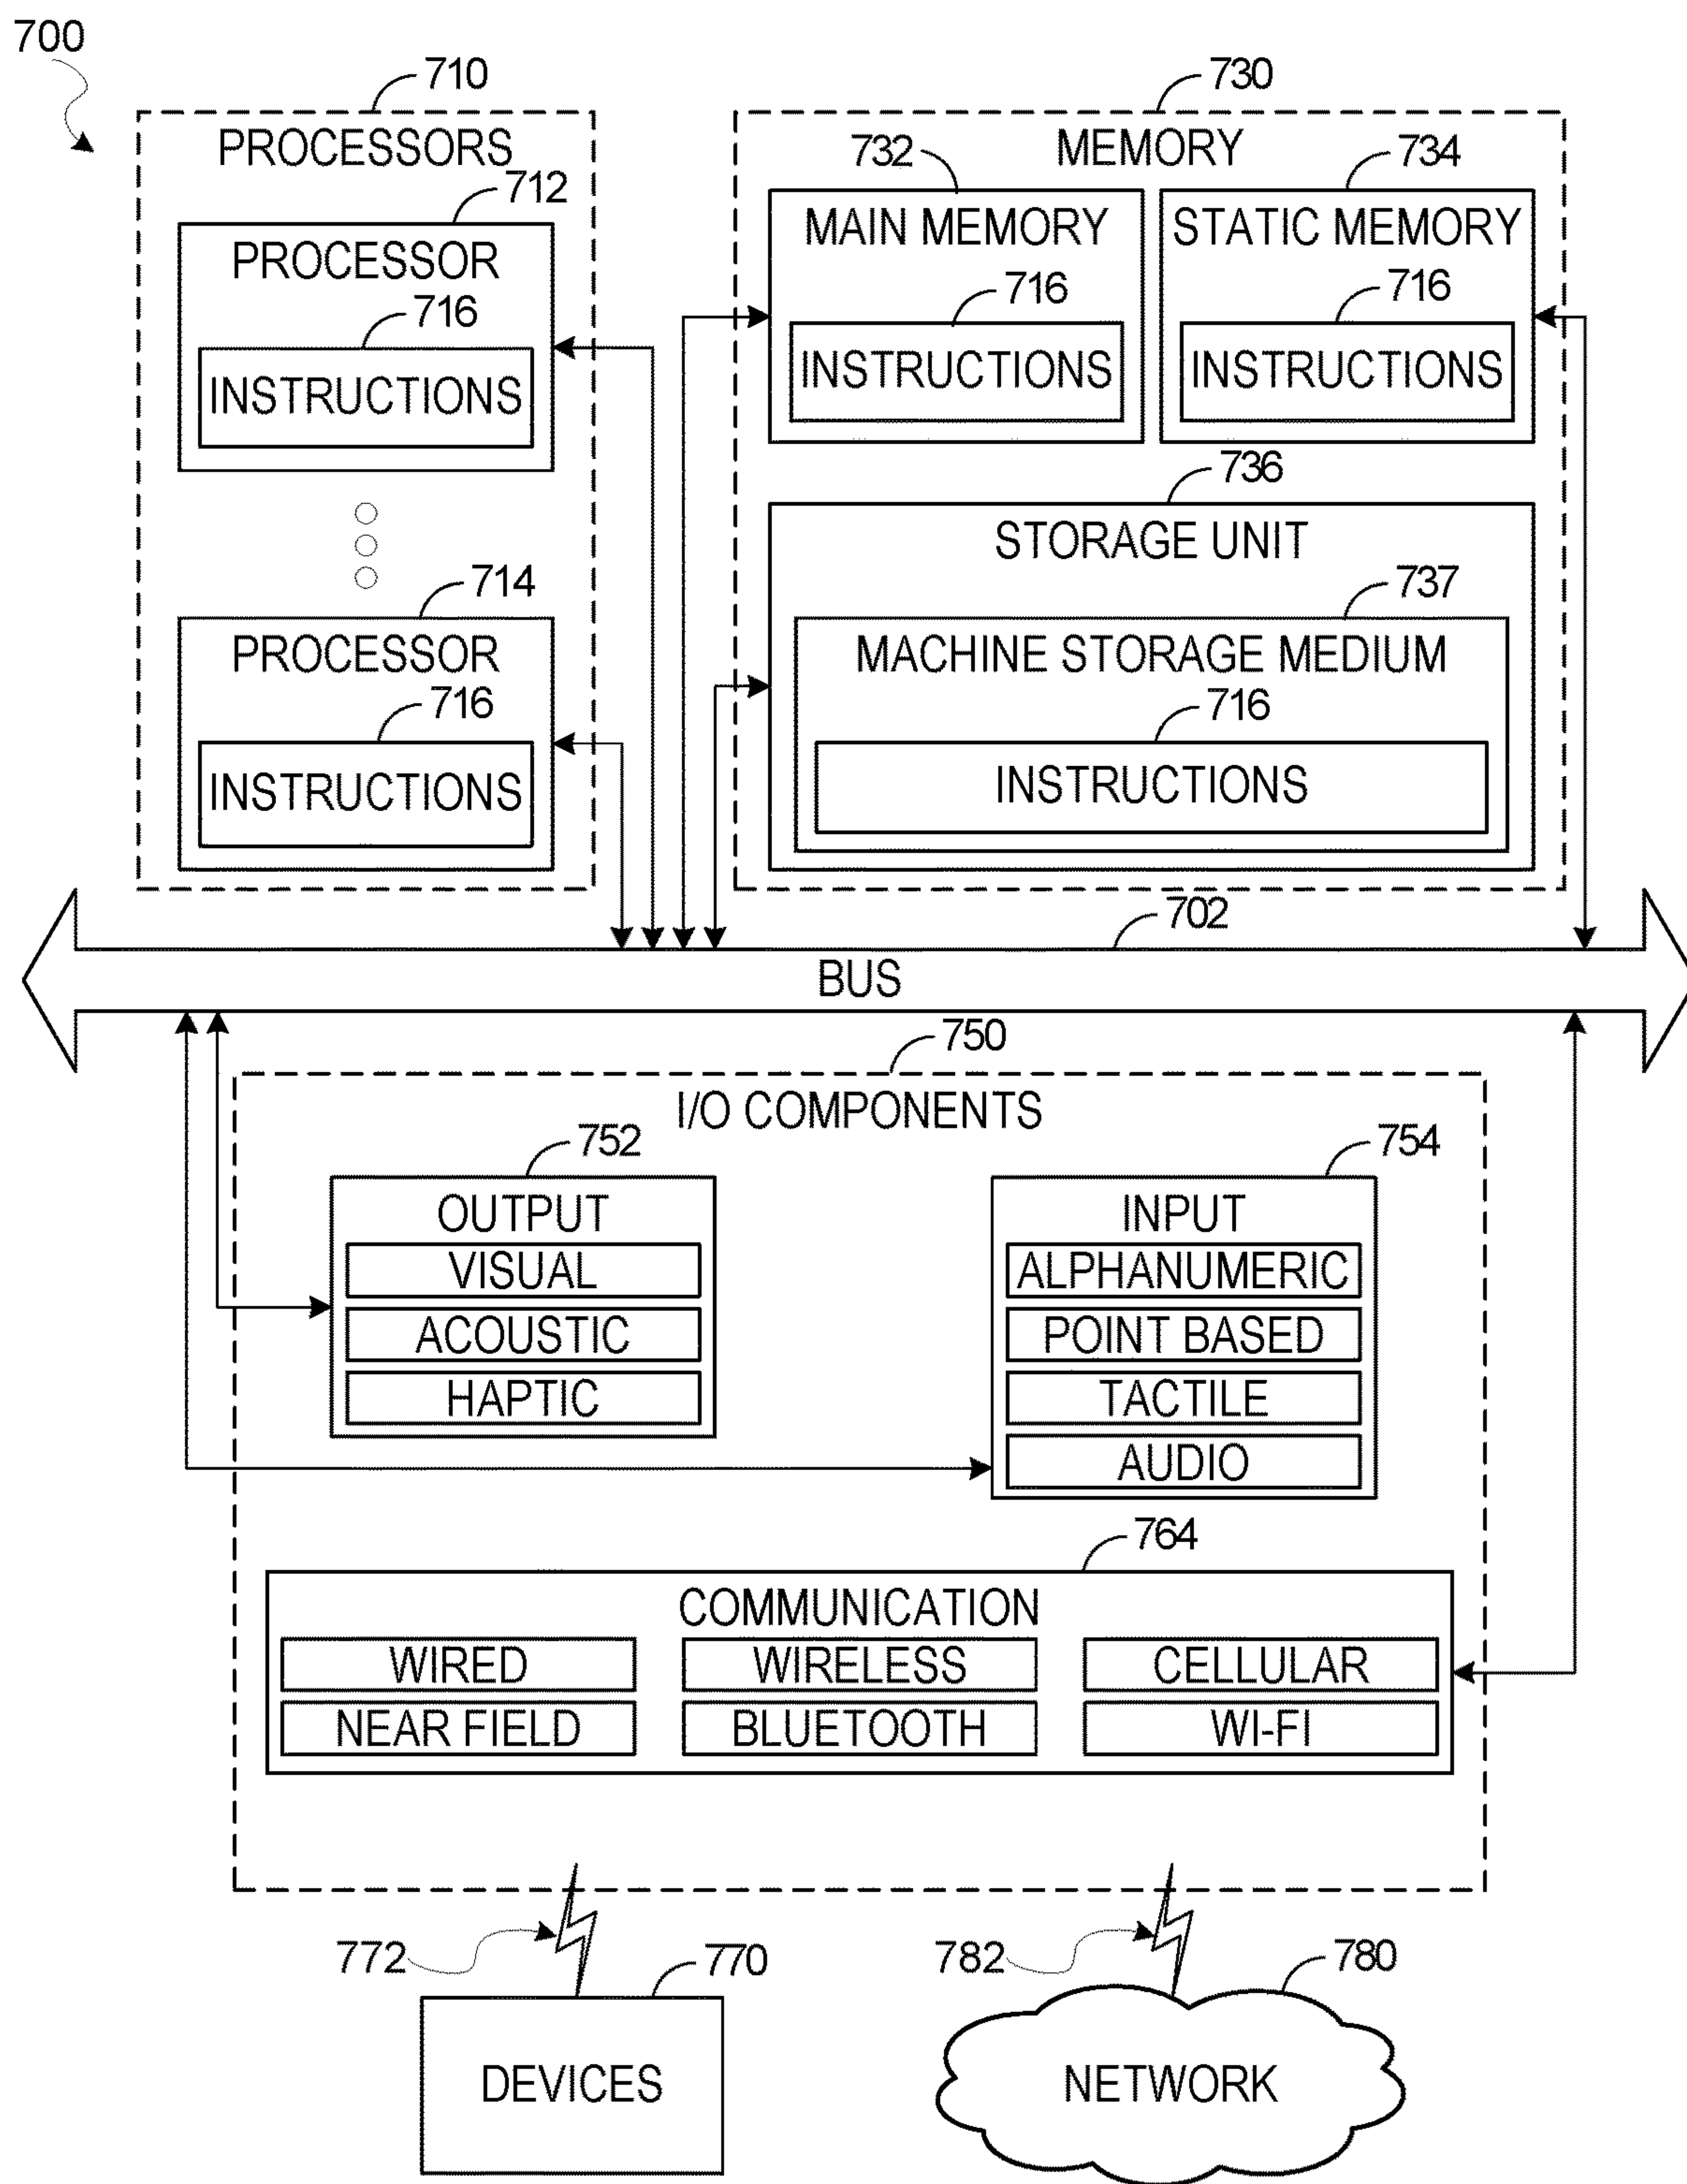 700
710
PROCESSORS
712
PROCESSOR
716
INSTRUCTIONS
714
PROCESSOR
716
INSTRUCTIONS
730
MEMORY
732
MAIN MEMORY
716
INSTRUCTIONS
734
STATIC MEMORY
716
INSTRUCTIONS
736
STORAGE UNIT
737
MACHINE STORAGE MEDIUM
716
INSTRUCTIONS
702
BUS
750
I/O COMPONENTS
752
OUTPUT
VISUAL
ACOUSTIC
HAPTIC
754
INPUT
ALPHANUMERIC
POINT BASED
TACTILE
AUDIO
764
COMMUNICATION
WIRED
WIRELESS
CELLULAR
NEAR FIELD
BLUETOOTH
WI-FI
772
770
DEVICES
782
780
NETWORK